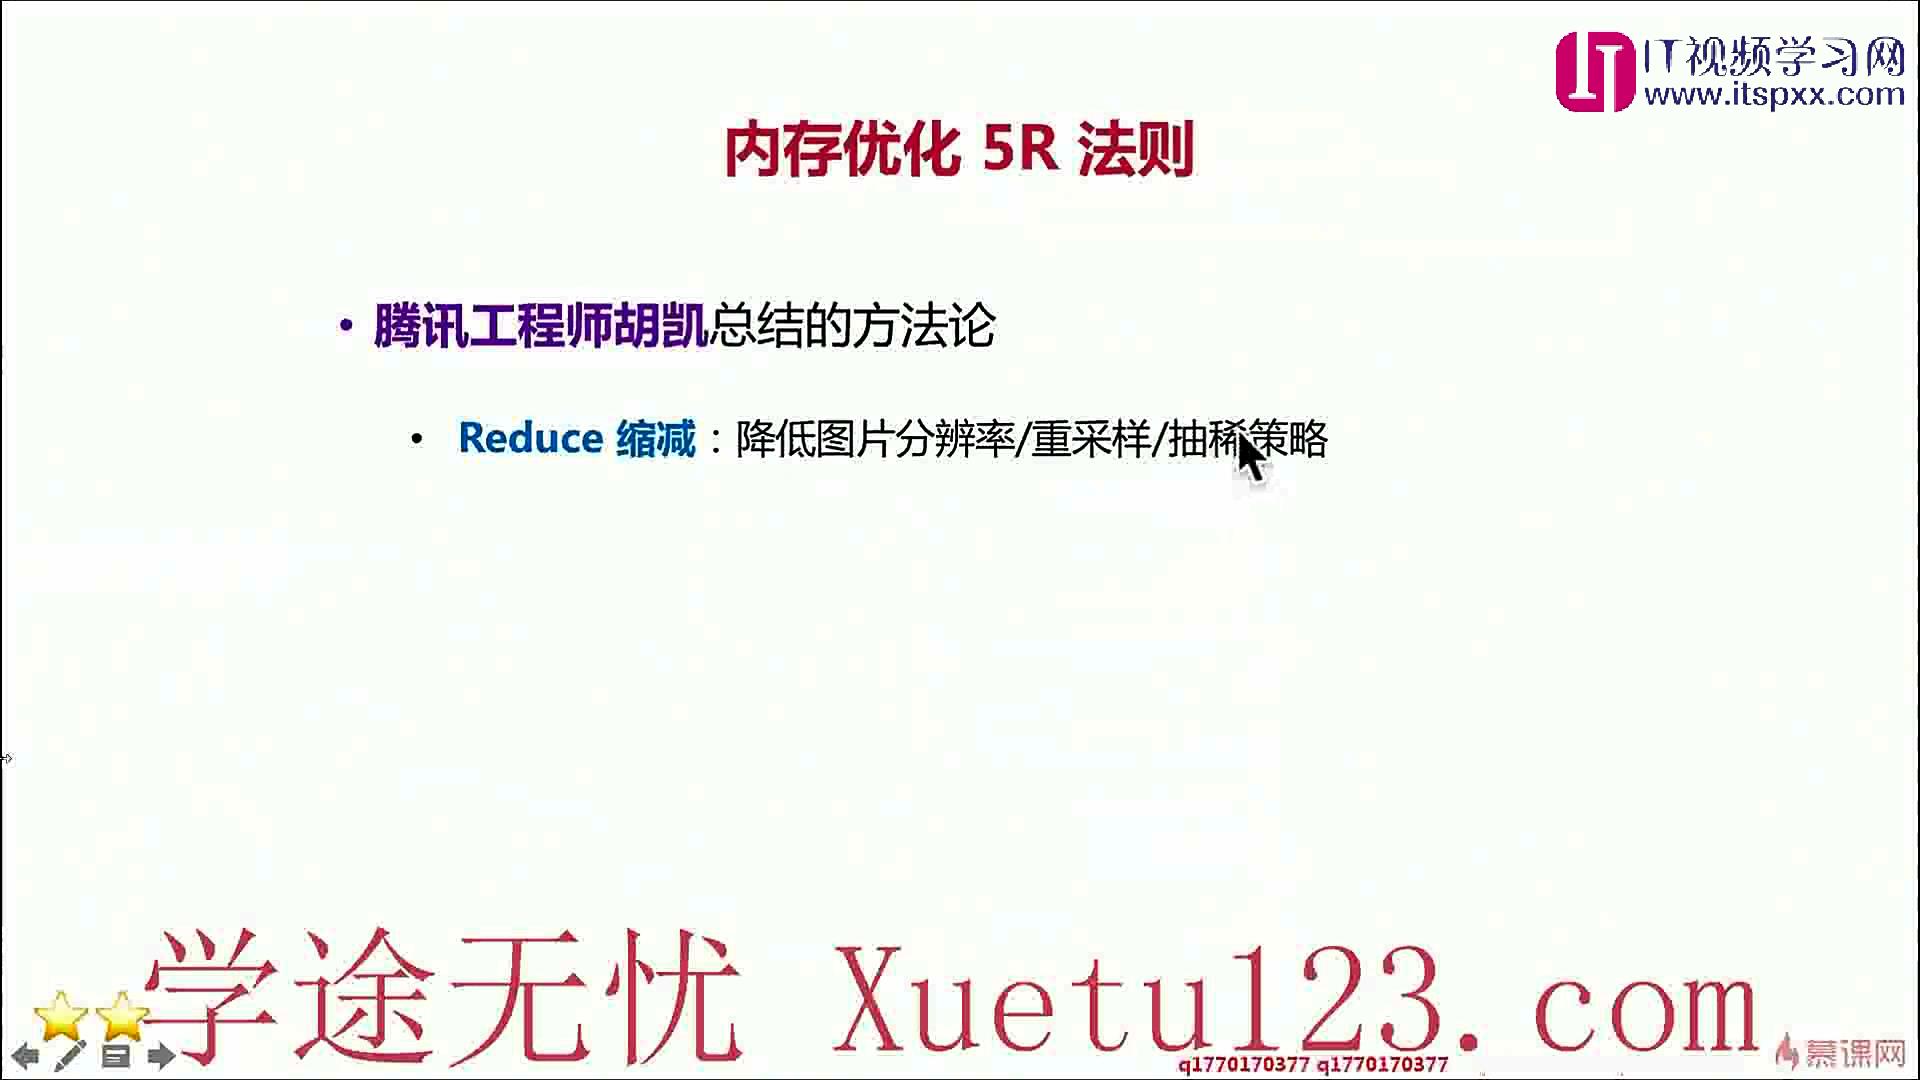 IT视频学习网
www.itspxx.com
内存优化 5R 法则
• 腾讯工程师胡凯总结的方法论
• Reduce 缩减：降低图片分辨率/重采样/抽稀策略
学途无忧 Xuetu123.com
q1770170377 q1770170377
慕课网